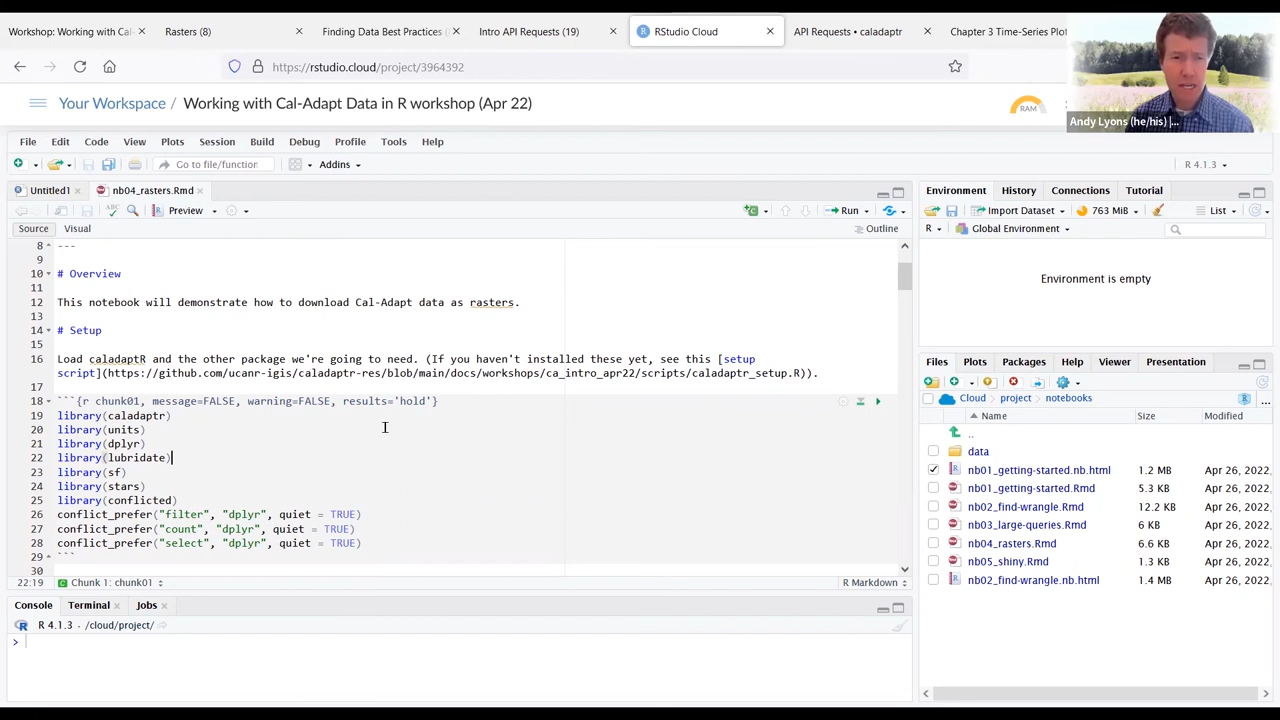 Workshop: Working with Cal-
Rasters (8)
Finding Data Best Practices
Intro API Requests (19)
RStudio Cloud
API Requests • caladaptr
Chapter 3 Time-Series Plot
https://rstudio.cloud/project/3964392
Your Workspace / Working with Cal-Adapt Data in R workshop (Apr 22)
RAM
Andy Lyons (he/his) |...
File Edit Code View Plots Session Build Debug Profile Tools Help
Go to file/function
Addins
R 4.1.3
Untitled1
nb04_rasters.Rmd
Preview
Run
Source Visual
Outline
8 ---
9
10 # Overview
11
12 This notebook will demonstrate how to download Cal-Adapt data as rasters.
13
14 # Setup
15
16 Load caladaptR and the other package we're going to need. (If you haven't installed these yet, see this [setup
script](https://github.com/ucanr-igis/caladaptr-res/blob/main/docs/workshops/ca_intro_apr22/scripts/caladaptr_setup.R)).
17
18 ```{r chunk01, message=FALSE, warning=FALSE, results='hold'}
19 library(caladaptr)
20 library(units)
21 library(dplyr)
22 library(lubridate)
23 library(sf)
24 library(stars)
25 library(conflicted)
26 conflict_prefer("filter", "dplyr", quiet = TRUE)
27 conflict_prefer("count", "dplyr", quiet = TRUE)
28 conflict_prefer("select", "dplyr", quiet = TRUE)
29 ```
30
22:19 Chunk 1: chunk01
R Markdown
Console Terminal Jobs
R 4.1.3 · /cloud/project/
>
Environment History Connections Tutorial
Import Dataset 763 MiB List
R Global Environment
Environment is empty
Files Plots Packages Help Viewer Presentation
Cloud project notebooks
Name Size Modified
..
data
nb01_getting-started.nb.html 1.2 MB Apr 26, 2022,
nb01_getting-started.Rmd 5.3 KB Apr 26, 2022,
nb02_find-wrangle.Rmd 12.2 KB Apr 26, 2022,
nb03_large-queries.Rmd 6 KB Apr 26, 2022,
nb04_rasters.Rmd 6.6 KB Apr 26, 2022,
nb05_shiny.Rmd 1.3 KB Apr 26, 2022,
nb02_find-wrangle.nb.html 1.4 MB Apr 26, 2022,